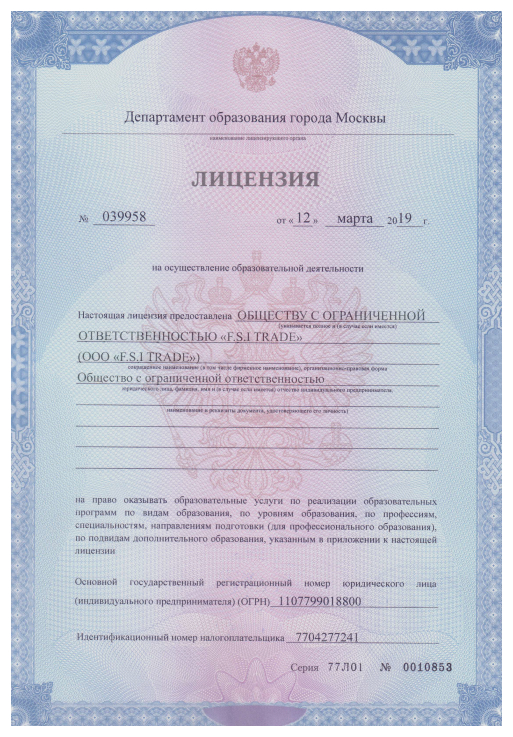 Департамент образования города Москвы
наименование лицензирующего органа
ЛИЦЕНЗИЯ
№ 039958 от « 12 » марта 2019 г.
на осуществление образовательной деятельности
Настоящая лицензия предоставлена ОБЩЕСТВУ С ОГРАНИЧЕННОЙ
(указываются полное и (в случае если имеется)
ОТВЕТСТВЕННОСТЬЮ «F.S.I TRADE»
(ООО «F.S.I TRADE»)
сокращенное наименование (в том числе фирменное наименование), организационно-правовая форма
Общество с ограниченной ответственностью
юридического лица, фамилия, имя и (в случае если имеется) отчество индивидуального предпринимателя,
наименование и реквизиты документа, удостоверяющего его личность)
на право оказывать образовательные услуги по реализации образовательных
программ по видам образования, по уровням образования, по профессиям,
специальностям, направлениям подготовки (для профессионального образования),
по подвидам дополнительного образования, указанным в приложении к настоящей
лицензии
Основной государственный регистрационный номер юридического лица
(индивидуального предпринимателя) (ОГРН) 1107799018800
Идентификационный номер налогоплательщика 7704277241
Серия 77Л01 № 0010853